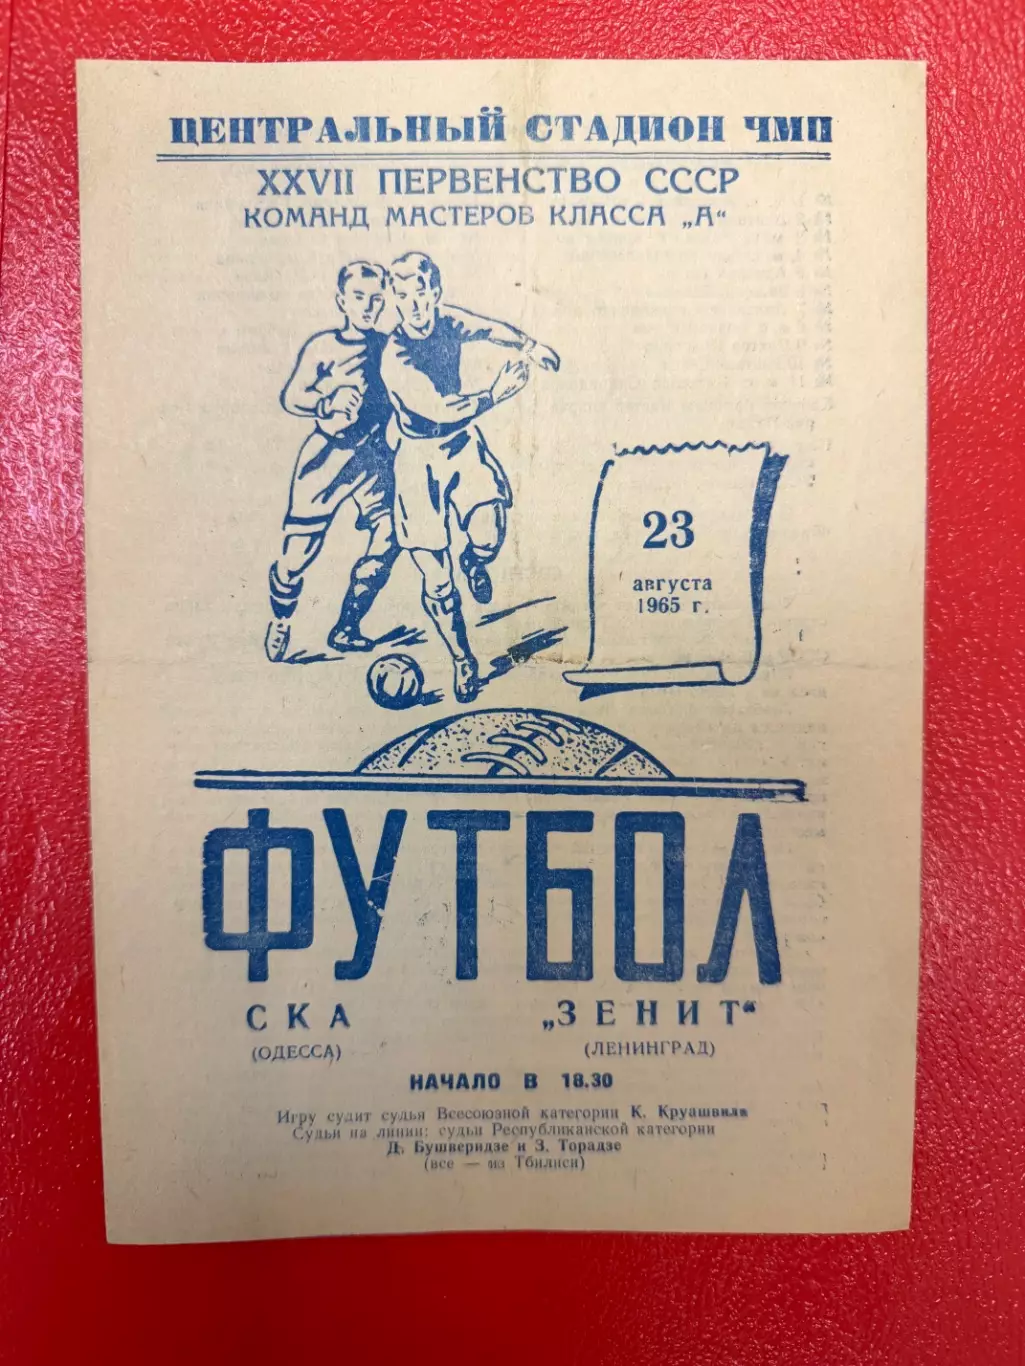 ЦЕНТРАЛЬНЫЙ СТАДИОН ЧМП
XXVII ПЕРВЕНСТВО СССР
КОМАНД МАСТЕРОВ КЛАССА „А“
23
августа
1965 г.
ФУТБОЛ
СКА „ЗЕНИТ“
(ОДЕССА) (ЛЕНИНГРАД)
НАЧАЛО В 18.30
Игру судит судья Всесоюзной категории К. Круашвили
Судьи на линии: судьи Республиканской категории
Д. Бушверидзе и З. Торадзе
(все — из Тбилиси)